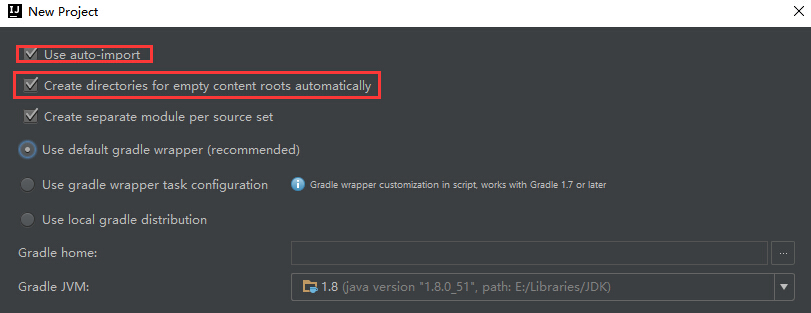 IJ New Project
Use auto-import
Create directories for empty content roots automatically
Create separate module per source set
Use default gradle wrapper (recommended)
Use gradle wrapper task configuration Gradle wrapper customization in script, works with Gradle 1.7 or later
Use local gradle distribution
Gradle home: ...
Gradle JVM: 1.8 (java version "1.8.0_51", path: E:/Libraries/JDK)